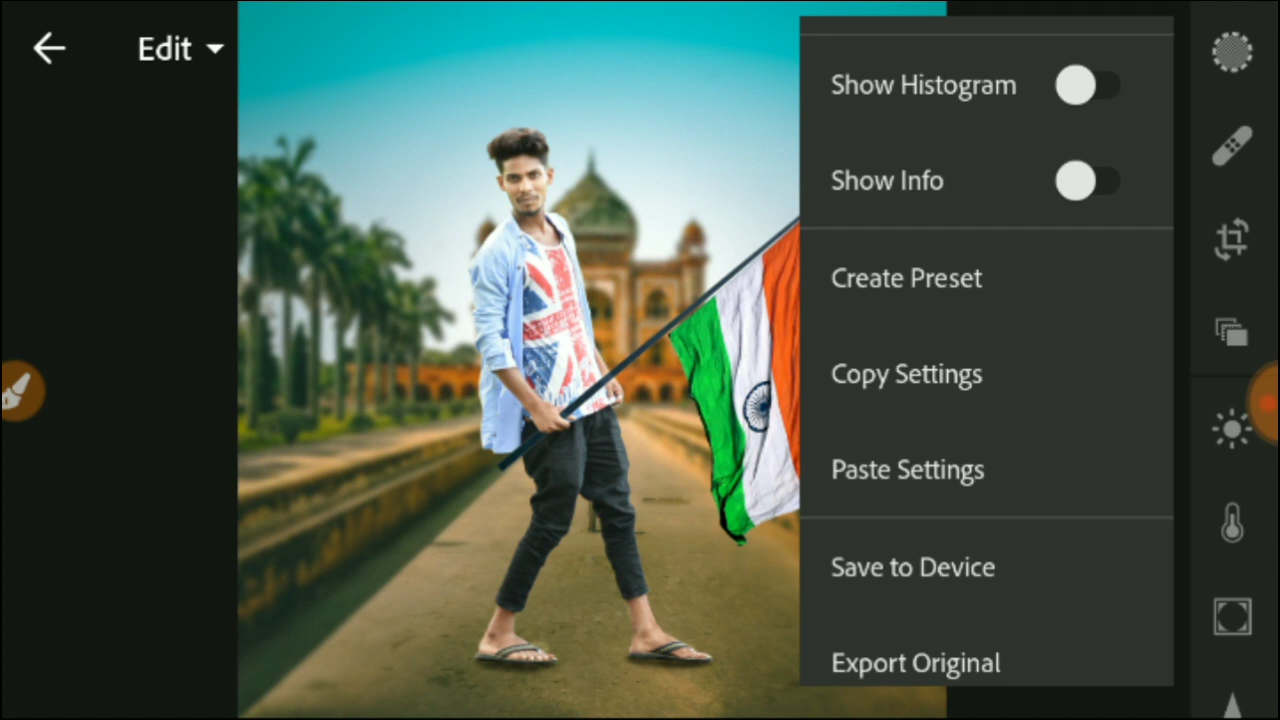 Edit
Show Histogram
Show Info
Create Preset
Copy Settings
Paste Settings
Save to Device
Export Original